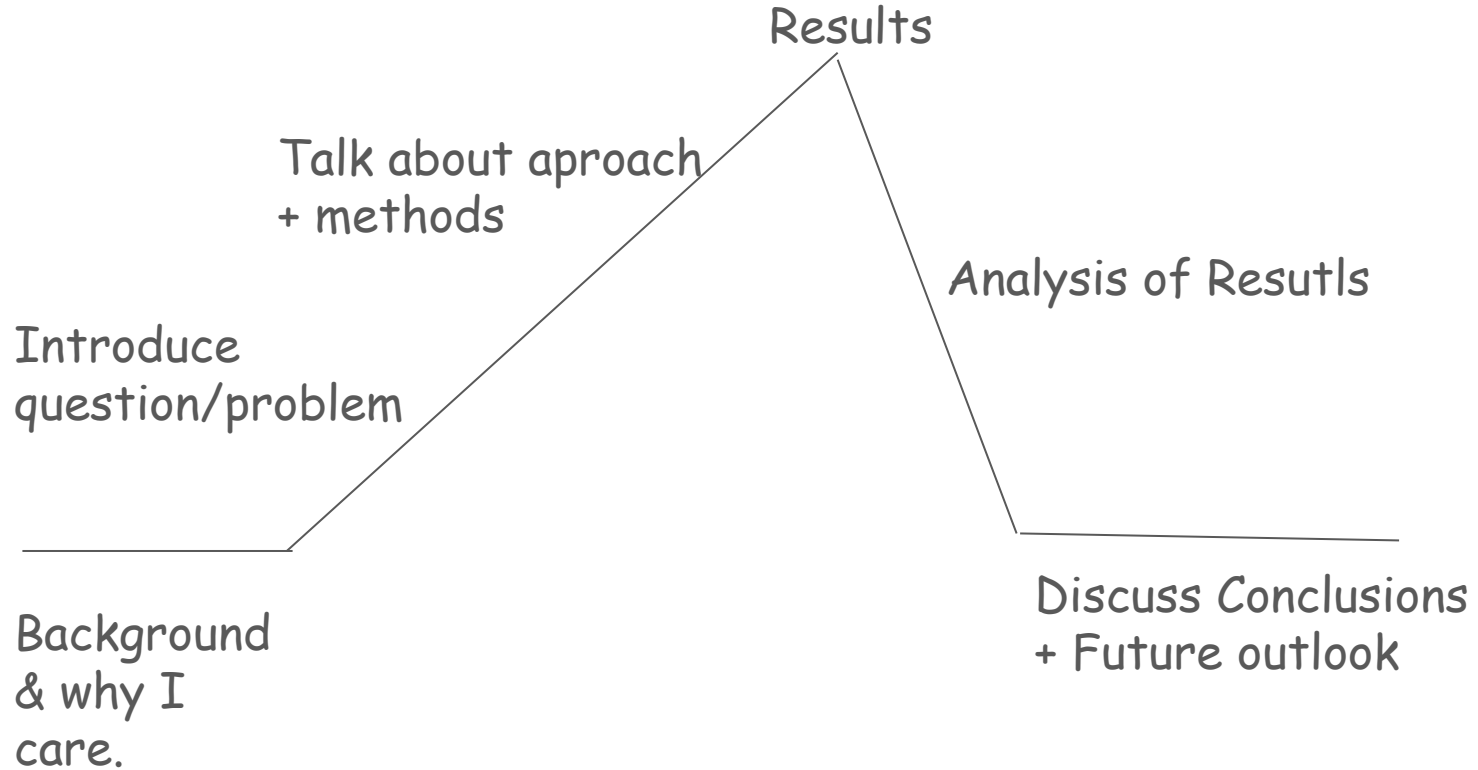 Results
Talk about aproach
+ methods
Analysis of Resutls
Introduce
question/problem
Background
& why I
care.
Discuss Conclusions
+ Future outlook